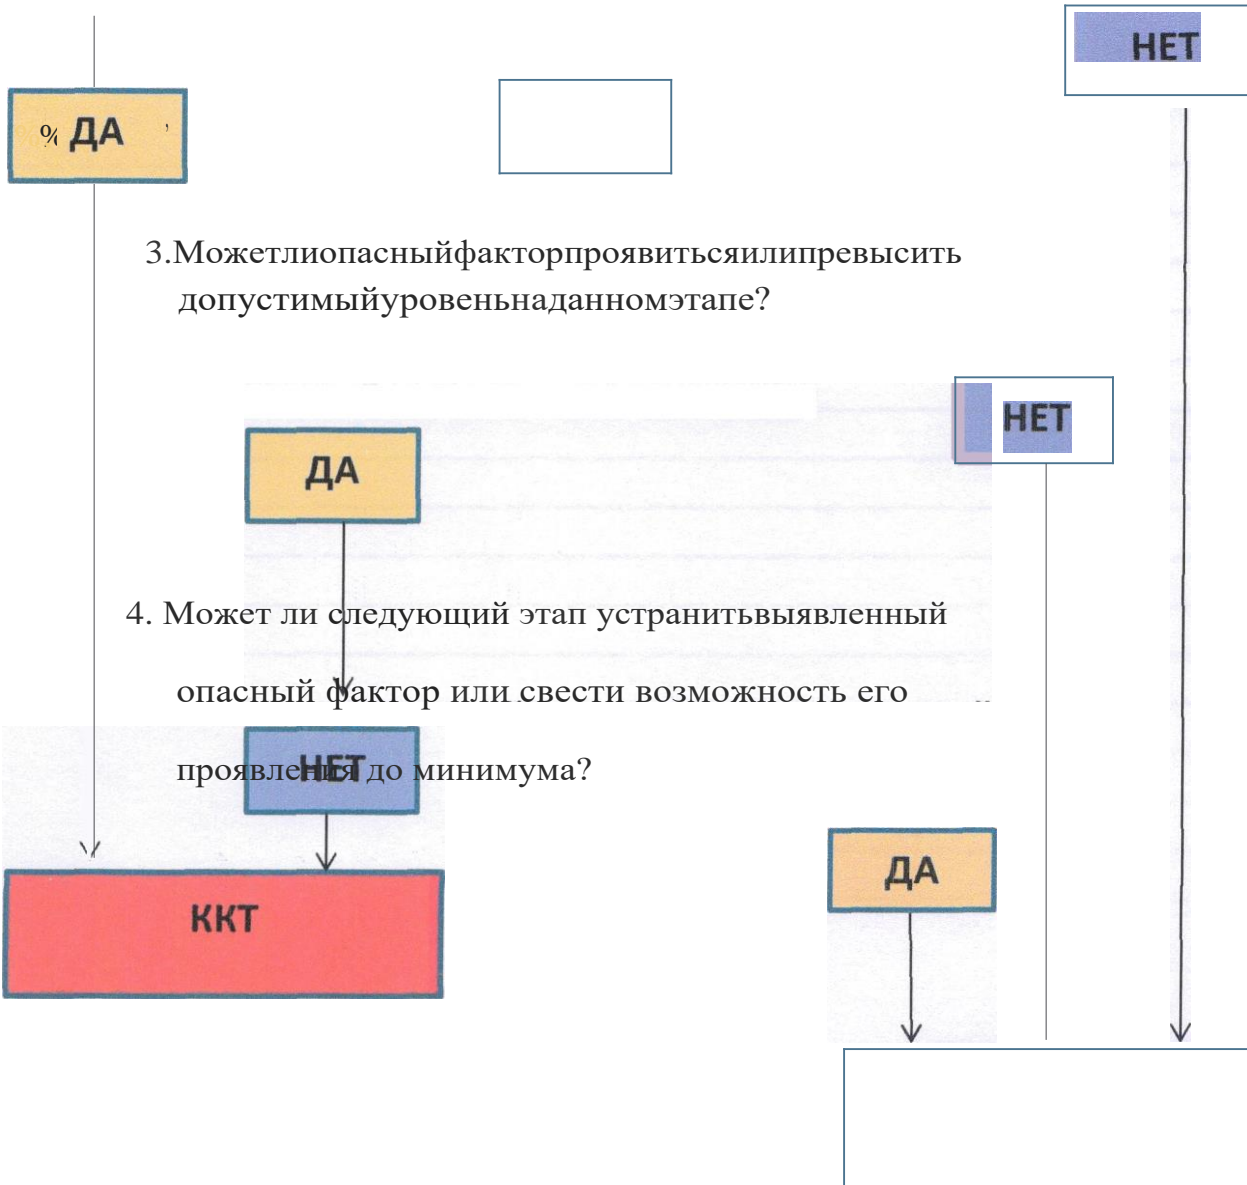 НЕТ
% ДА '
3.Можетлиопасныйфакторпроявитьсяилипревысить
допустимыйуровеньнаданномэтапе?
НЕТ
ДА
4. Может ли следующий этап устранитьвыявленный
опасный фактор или свести возможность его
проявления до минимума?
НЕТ
ДА
ККТ